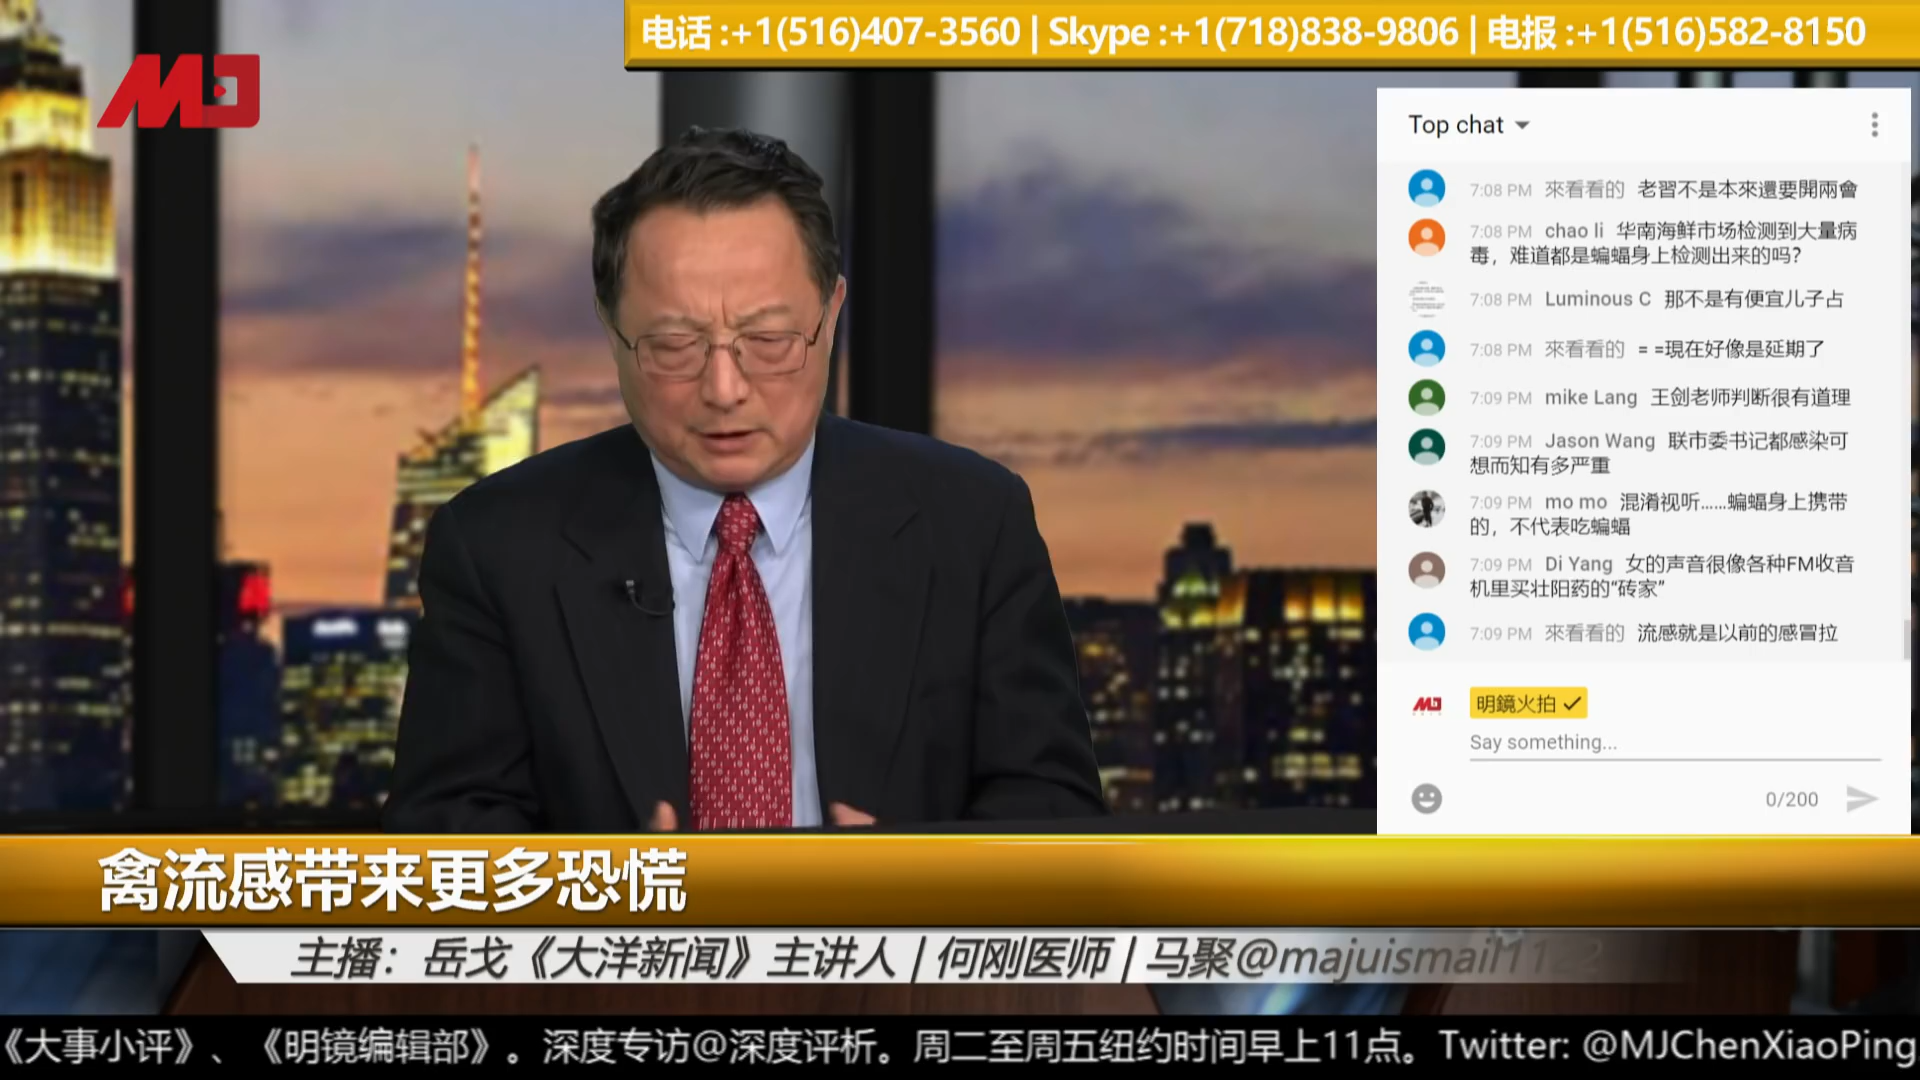 电话 :+1(516)407-3560 | Skype :+1(718)838-9806 | 电报 :+1(516)582-8150
MJ
Top chat
7:08 PM 來看看的 老習不是本來還要開兩會
7:08 PM chao li 华南海鲜市场检测到大量病
毒，难道都是蝙蝠身上检测出来的吗?
7:08 PM Luminous C 那不是有便宜儿子占
7:08 PM 來看看的 = =現在好像是延期了
7:09 PM mike Lang 王剑老师判断很有道理
7:09 PM Jason Wang 联市委书记都感染可
想而知有多严重
7:09 PM mo mo 混淆视听……蝙蝠身上携带
的，不代表吃蝙蝠
7:09 PM Di Yang 女的声音很像各种FM收音
机里买壮阳药的“砖家”
7:09 PM 來看看的 流感就是以前的感冒拉
MJ 明鏡火拍
Say something...
0/200
禽流感带来更多恐慌
主播：岳戈《大洋新闻》主讲人 | 何刚医师 | 马聚@majuismail1122
《大事小评》、《明镜编辑部》。深度专访@深度评析。周二至周五纽约时间早上11点。Twitter: @MJChenXiaoPing